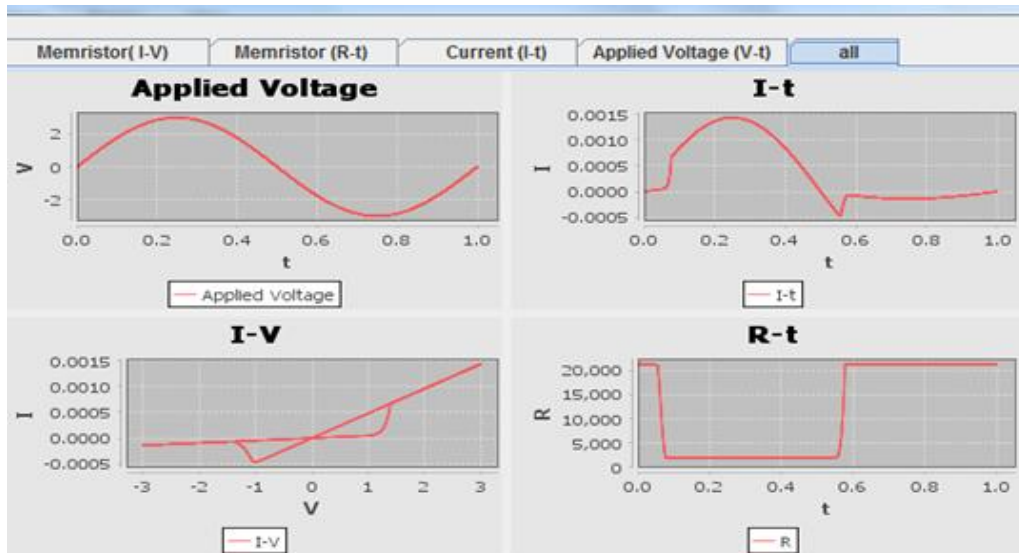 Memristor( I-V)
Memristor (R-t)
Current (I-t)
Applied Voltage (V-t)
all
Applied Voltage
V
2
0
-2
0.0 0.2 0.4 0.6 0.8 1.0
t
Applied Voltage
I-t
I
0.0015
0.0010
0.0005
0.0000
-0.0005
0.0 0.2 0.4 0.6 0.8 1.0
t
I-t
I-V
I
0.0015
0.0010
0.0005
0.0000
-0.0005
-3 -2 -1 0 1 2 3
V
I-V
R-t
R
20,000
15,000
10,000
5,000
0
0.0 0.2 0.4 0.6 0.8 1.0
t
R